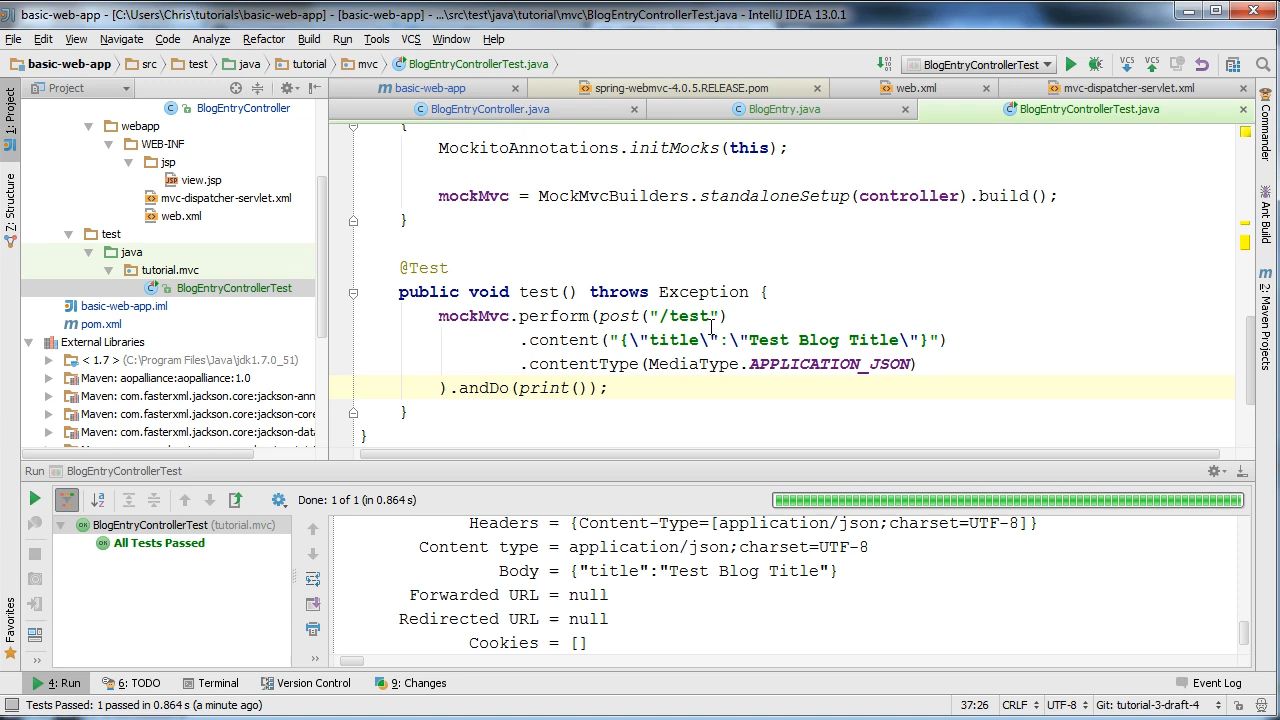 basic-web-app - [C:\Users\Chris\tutorials\basic-web-app] - [basic-web-app] - ...\src\test\java\tutorial\mvc\BlogEntryControllerTest.java - IntelliJ IDEA 13.0.1
File Edit View Navigate Code Analyze Refactor Build Run Tools VCS Window Help
basic-web-app src test java tutorial mvc BlogEntryControllerTest.java BlogEntryControllerTest VCS VCS
1: Project
Z: Structure
Favorites
Project
BlogEntryController
webapp
WEB-INF
jsp
view.jsp
mvc-dispatcher-servlet.xml
web.xml
test
java
tutorial.mvc
BlogEntryControllerTest
basic-web-app.iml
pom.xml
External Libraries
< 1.7 > (C:\Program Files\Java\jdk1.7.0_51)
Maven: aopalliance:aopalliance:1.0
Maven: com.fasterxml.jackson.core:jackson-ann
Maven: com.fasterxml.jackson.core:jackson-core
Maven: com.fasterxml.jackson.core:jackson-data
basic-web-app spring-webmvc-4.0.5.RELEASE.pom web.xml mvc-dispatcher-servlet.xml
BlogEntryController.java BlogEntry.java BlogEntryControllerTest.java
{
MockitoAnnotations.initMocks(this);
mockMvc = MockMvcBuilders.standaloneSetup(controller).build();
}
@Test
public void test() throws Exception {
mockMvc.perform(post("/test")
.content("{\"title\":\"Test Blog Title\"}")
.contentType(MediaType.APPLICATION_JSON)
).andDo(print());
}
}
Commander
Ant Build
m 2: Maven Projects
Run BlogEntryControllerTest
Done: 1 of 1 (in 0.864 s)
BlogEntryControllerTest (tutorial.mvc)
All Tests Passed
Headers = {Content-Type=[application/json;charset=UTF-8]}
Content type = application/json;charset=UTF-8
Body = {"title":"Test Blog Title"}
Forwarded URL = null
Redirected URL = null
Cookies = []
4: Run 6: TODO Terminal Version Control 9: Changes Event Log
Tests Passed: 1 passed in 0.864 s (a minute ago) 37:26 CRLF UTF-8 Git: tutorial-3-draft-4